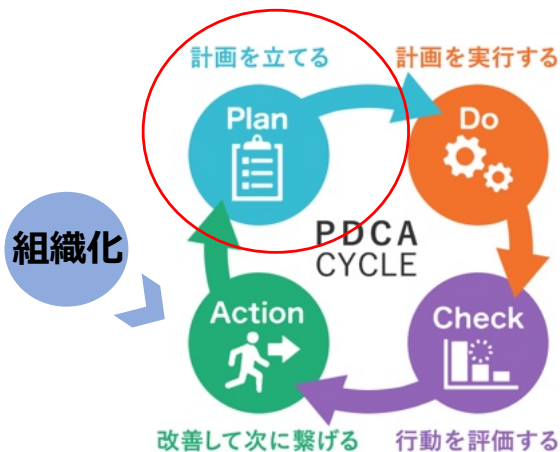 計画を立てる
計画を実行する
Plan
Do
組織化
PDCA
CYCLE
Action
Check
改善して次に繋げる
行動を評価する